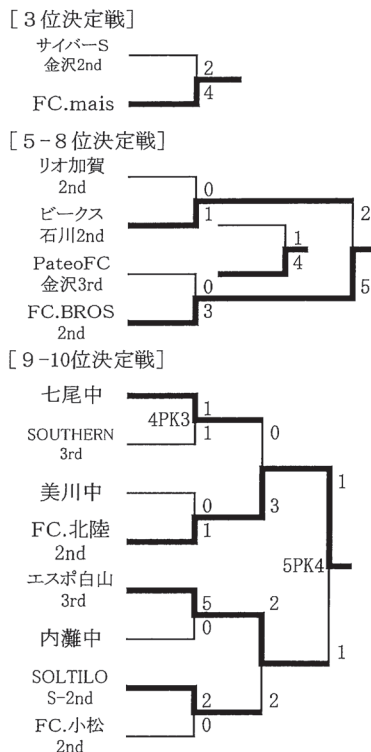 [3位決定戦]
サイバーS
金沢2nd
2
4
FC.mais
[5-8位決定戦]
リオ加賀
2nd
0
2
ビークス
石川2nd
1
1
PateoFC
金沢3rd
4
0
5
FC.BROS
2nd
3
[9-10位決定戦]
七尾中
1
4PK3
0
SOUTHERN
3rd
1
1
美川中
0
3
FC.北陸
2nd
1
5PK4
エスポ白山
3rd
5
2
内灘中
0
1
SOLTILO
S-2nd
2
2
FC.小松
2nd
0